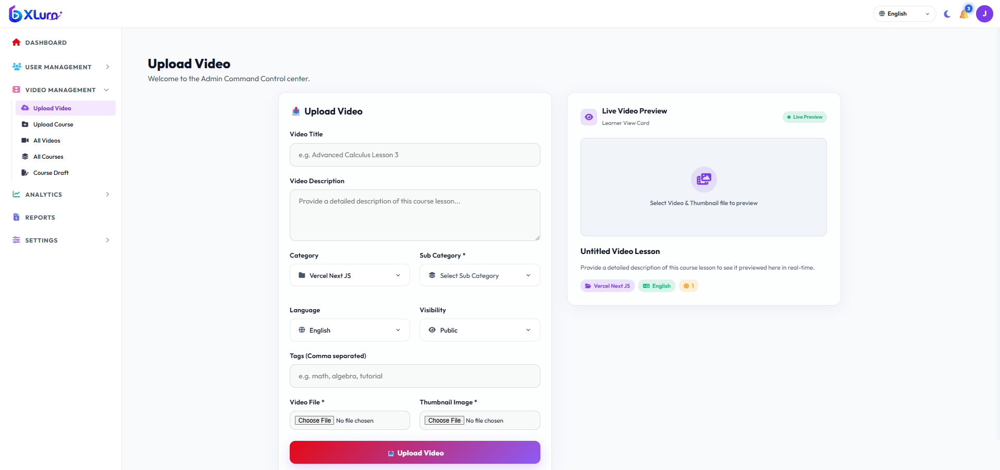 XLurn
English
3
J
DASHBOARD
USER MANAGEMENT
VIDEO MANAGEMENT
Upload Video
Upload Course
All Videos
All Courses
Course Draft
ANALYTICS
REPORTS
SETTINGS
Upload Video
Welcome to the Admin Command Control center.
Upload Video
Video Title
e.g. Advanced Calculus Lesson 3
Video Description
Provide a detailed description of this course lesson...
Category
Sub Category *
Vercel Next JS
Select Sub Category
Language
Visibility
English
Public
Tags (Comma separated)
e.g. math, algebra, tutorial
Video File *
Thumbnail Image *
Choose File No file chosen
Choose File No file chosen
Upload Video
Live Video Preview
Learner View Card
Live Preview
Select Video & Thumbnail file to preview
Untitled Video Lesson
Provide a detailed description of this course lesson to see it previewed here in real-time.
Vercel Next JS
English
1